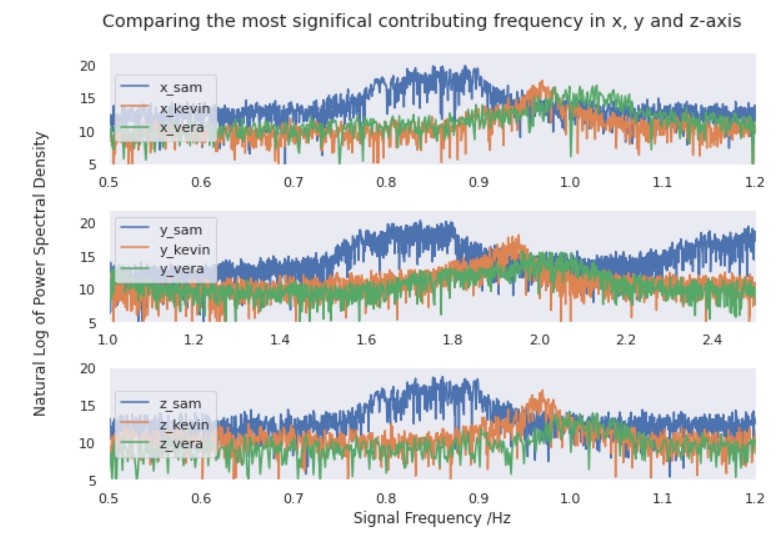 Comparing the most significal contributing frequency in x, y and z-axis
Natural Log of Power Spectral Density
20
15
10
5
x_sam
x_kevin
x_vera
0.5 0.6 0.7 0.8 0.9 1.0 1.1 1.2
20
15
10
5
y_sam
y_kevin
y_vera
1.0 1.2 1.4 1.6 1.8 2.0 2.2 2.4
20
15
10
5
z_sam
z_kevin
z_vera
0.5 0.6 0.7 0.8 0.9 1.0 1.1 1.2
Signal Frequency /Hz